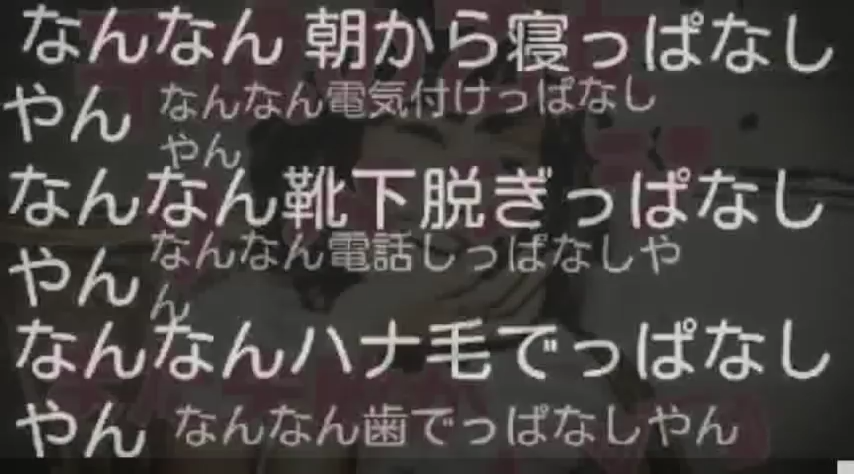 なんなん 朝から寝っぱなし
やん
なんなん電気付けっぱなし
やん
なんなん靴下脱ぎっぱなし
やん
なんなん電話しっぱなしや
ん
なんなんハナ毛でっぱなし
やん
なんなん歯でっぱなしやん